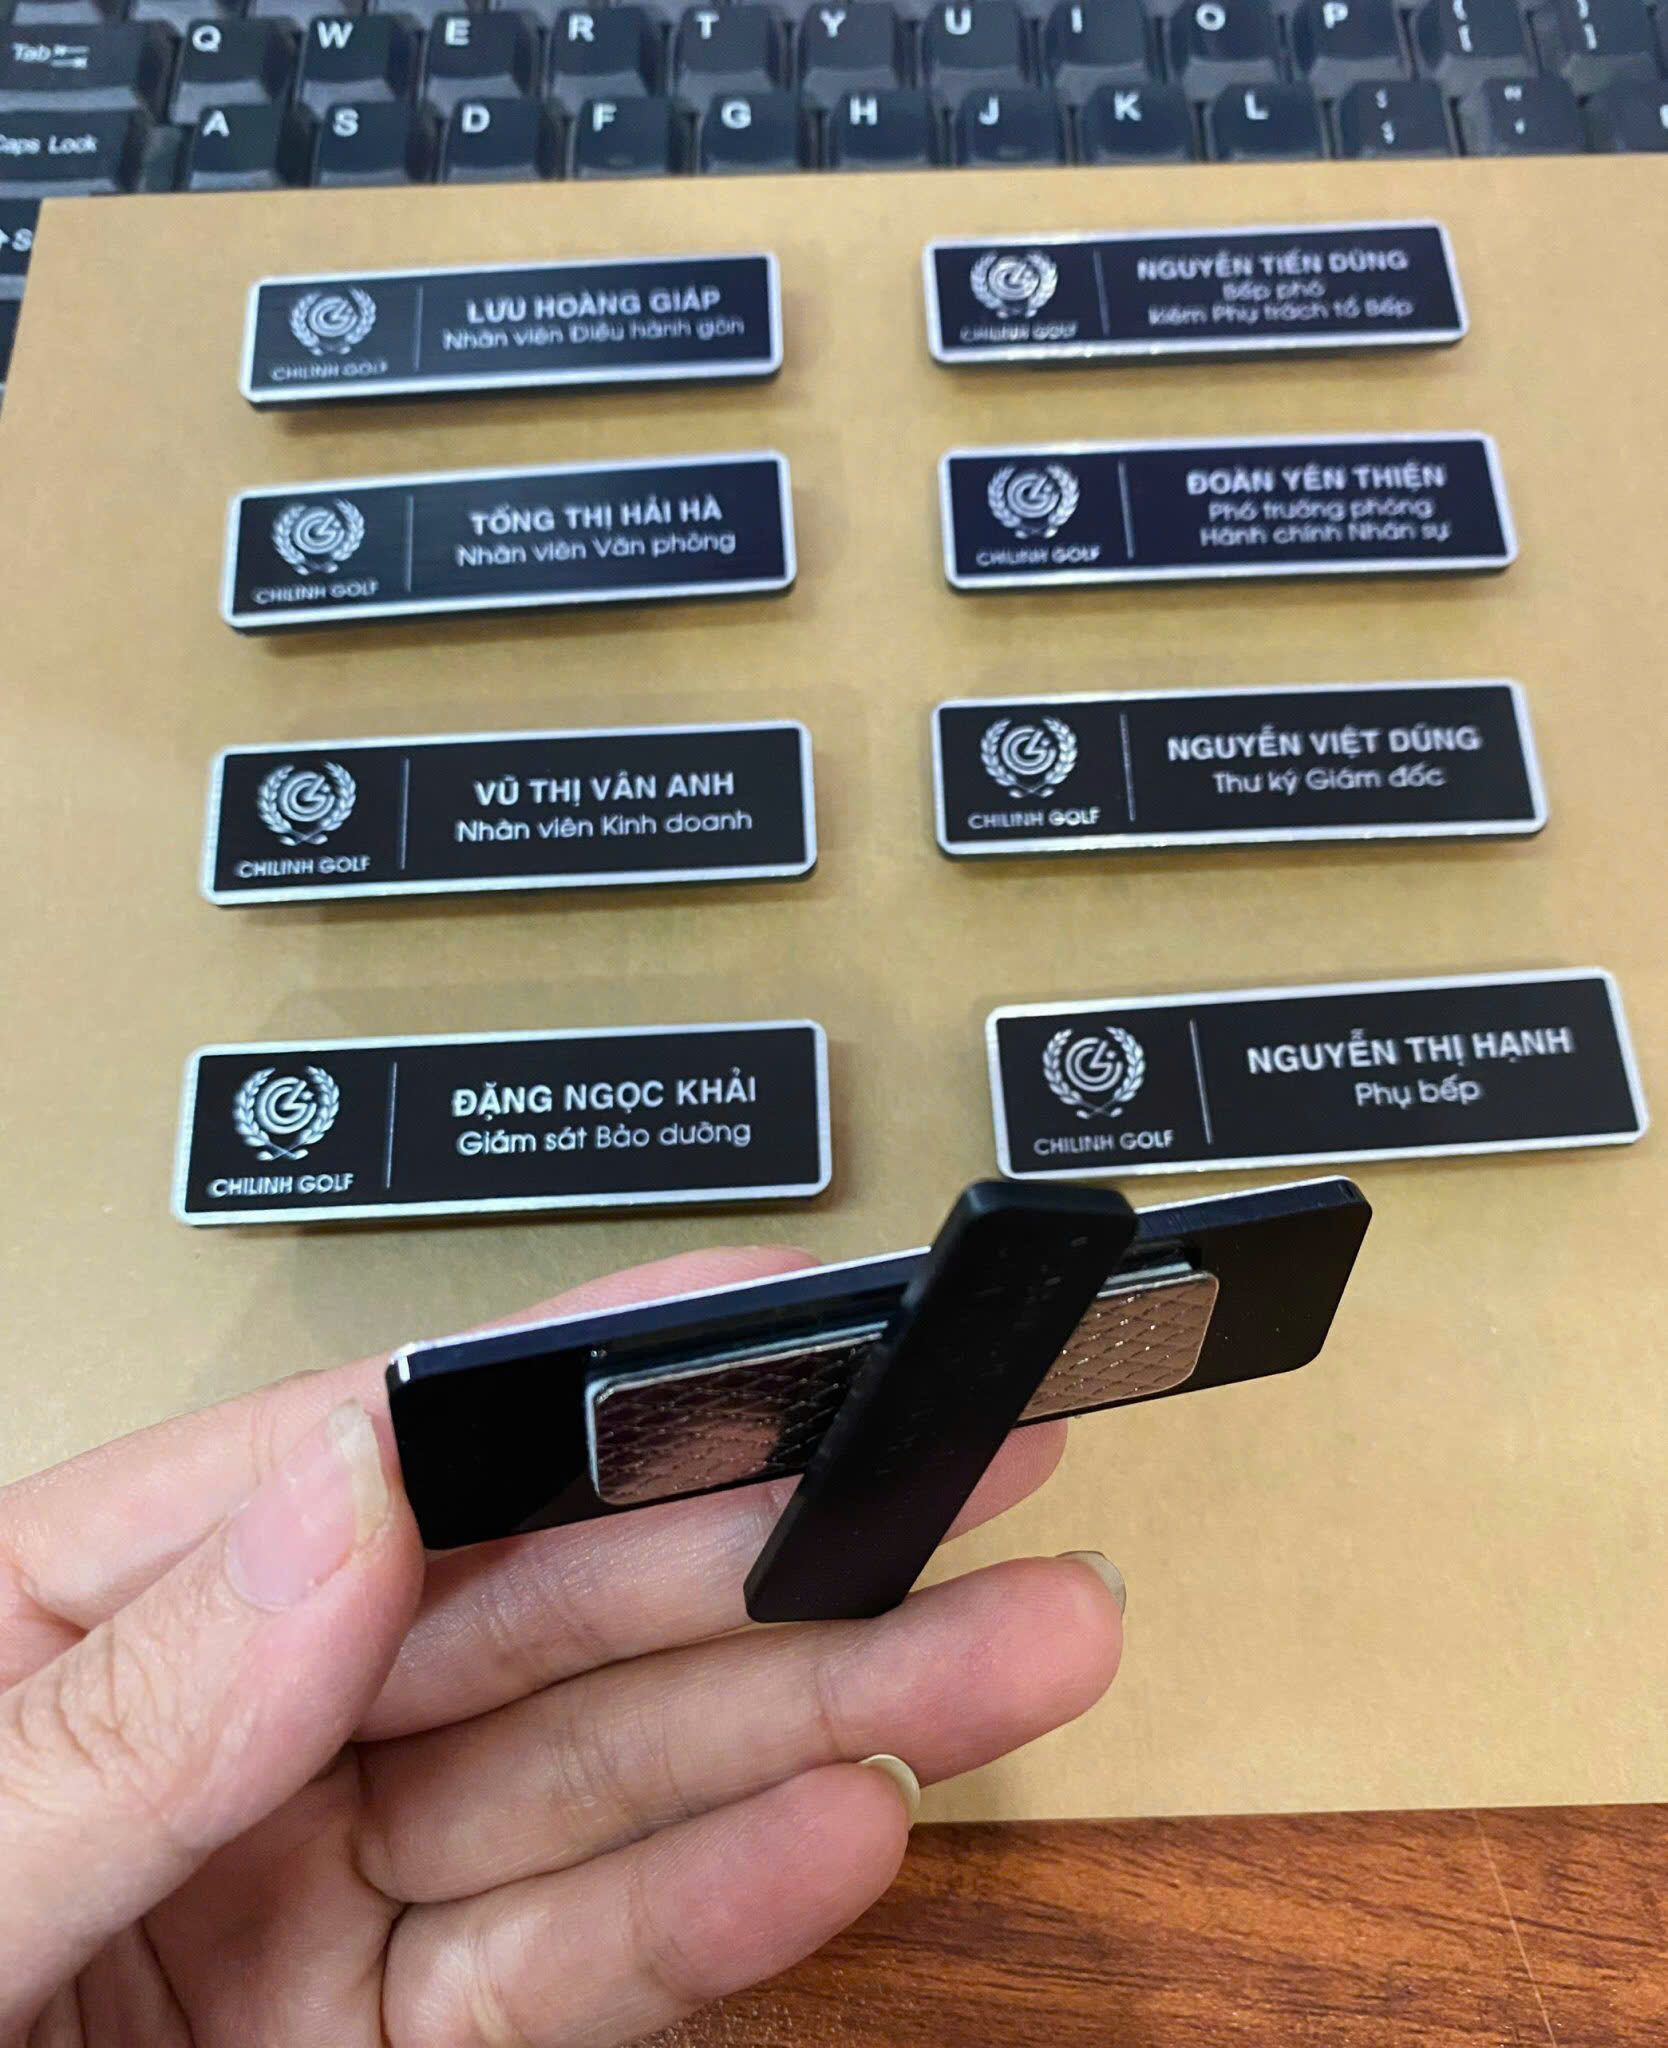 Tab
Q W E R T Y U I O P
Caps Lock
A S D F G H J K L
LƯU HOÀNG GIÁP
Nhân viên Điều hành gôn
CHILINH GOLF
NGUYỄN TIẾN DŨNG
Bếp phó
Kiêm Phụ trách tổ Bếp
CHILINH GOLF
TỐNG THỊ HẢI HÀ
Nhân viên Văn phòng
CHILINH GOLF
ĐOÀN YÊN THIỆN
Phó trưởng phòng
Hành chính Nhân sự
CHILINH GOLF
VŨ THỊ VÂN ANH
Nhân viên Kinh doanh
CHILINH GOLF
NGUYỄN VIỆT DŨNG
Thư ký Giám đốc
CHILINH GOLF
ĐẶNG NGỌC KHẢI
Giám sát Bảo dưỡng
CHILINH GOLF
NGUYỄN THỊ HẠNH
Phụ bếp
CHILINH GOLF